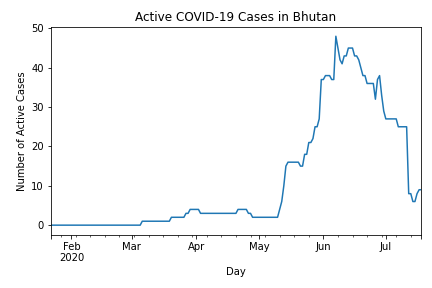 Active COVID-19 Cases in Bhutan
50
40
30
20
10
0
Number of Active Cases
Feb Mar Apr May Jun Jul
2020
Day